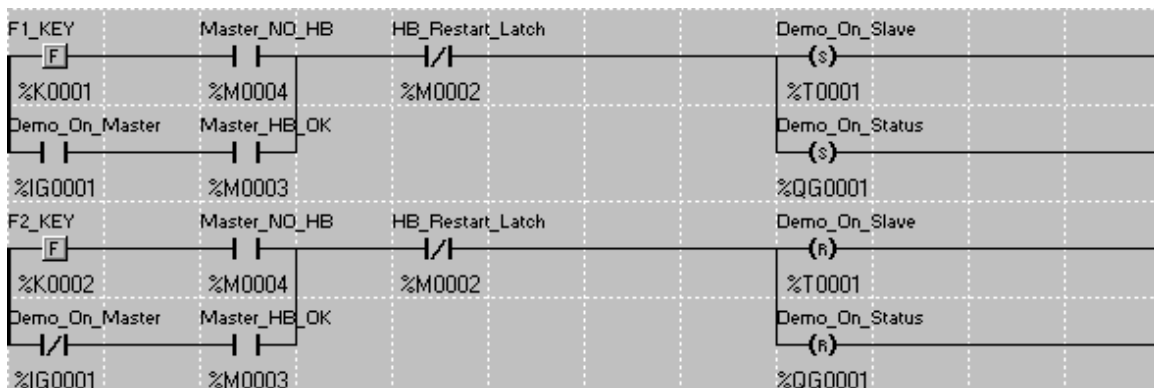 F1_KEY Master_NO_HB HB_Restart_Latch Demo_On_Slave
F S
%K0001 %M0004 %M0002 %T0001
Demo_On_Master Master_HB_OK Demo_On_Status
S
%IG0001 %M0003 %QG0001
F2_KEY Master_NO_HB HB_Restart_Latch Demo_On_Slave
F R
%K0002 %M0004 %M0002 %T0001
Demo_On_Master Master_HB_OK Demo_On_Status
R
%IG0001 %M0003 %QG0001